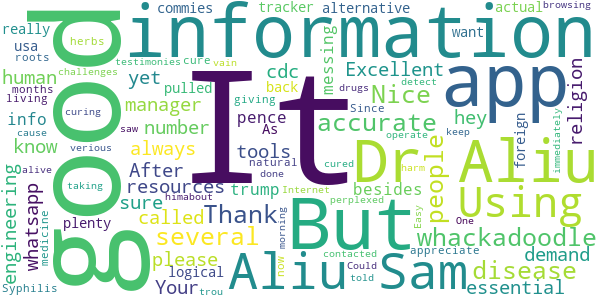 commies
tracker
alternative
actual
browsing
information
really
usa
want
roots
herbs
cure
testimonies
vain
messing
cdc
Excellent
app
challenges
human
yet
pulled
back
Nice
drugs
detect
months
living
curing
manager
giving
pence
Since
accurate
hey
religion
info
cause
saw
number
As
tools
operate
foreign
immediately
good
It
Dr. Aliu
know
verious
always
natural
cured
keep
alive
After
done
Internet
harm
people
Using
himabout
resources
trump
besides
perplexed
engineering
whatsapp
taking
plenty
sure
called
Thank
But
Easy
One
whackadoodle
medicine
several
morning
contacted
appreciate
demand
please
logical
now
Could
disease
Aliu Sam
Syphilis
Your
trou
told
essential